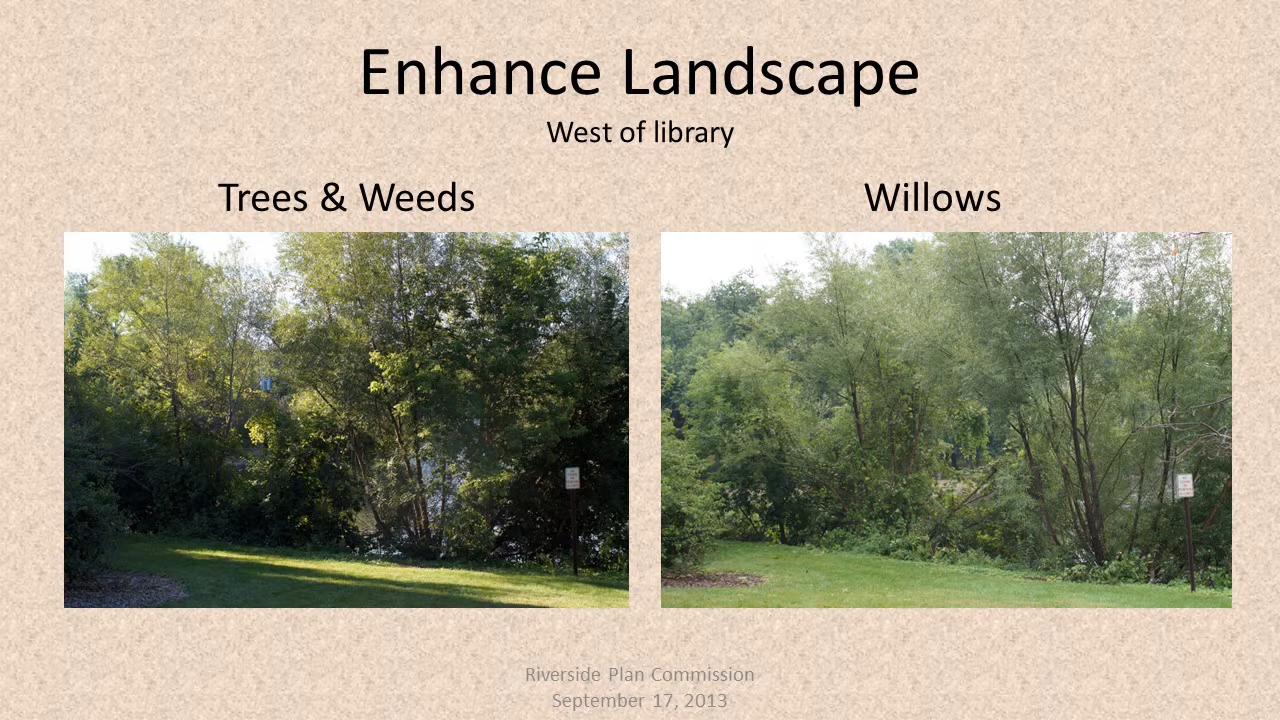 Enhance Landscape
West of library
Trees & Weeds
Willows
Riverside Plan Commission
September 17, 2013